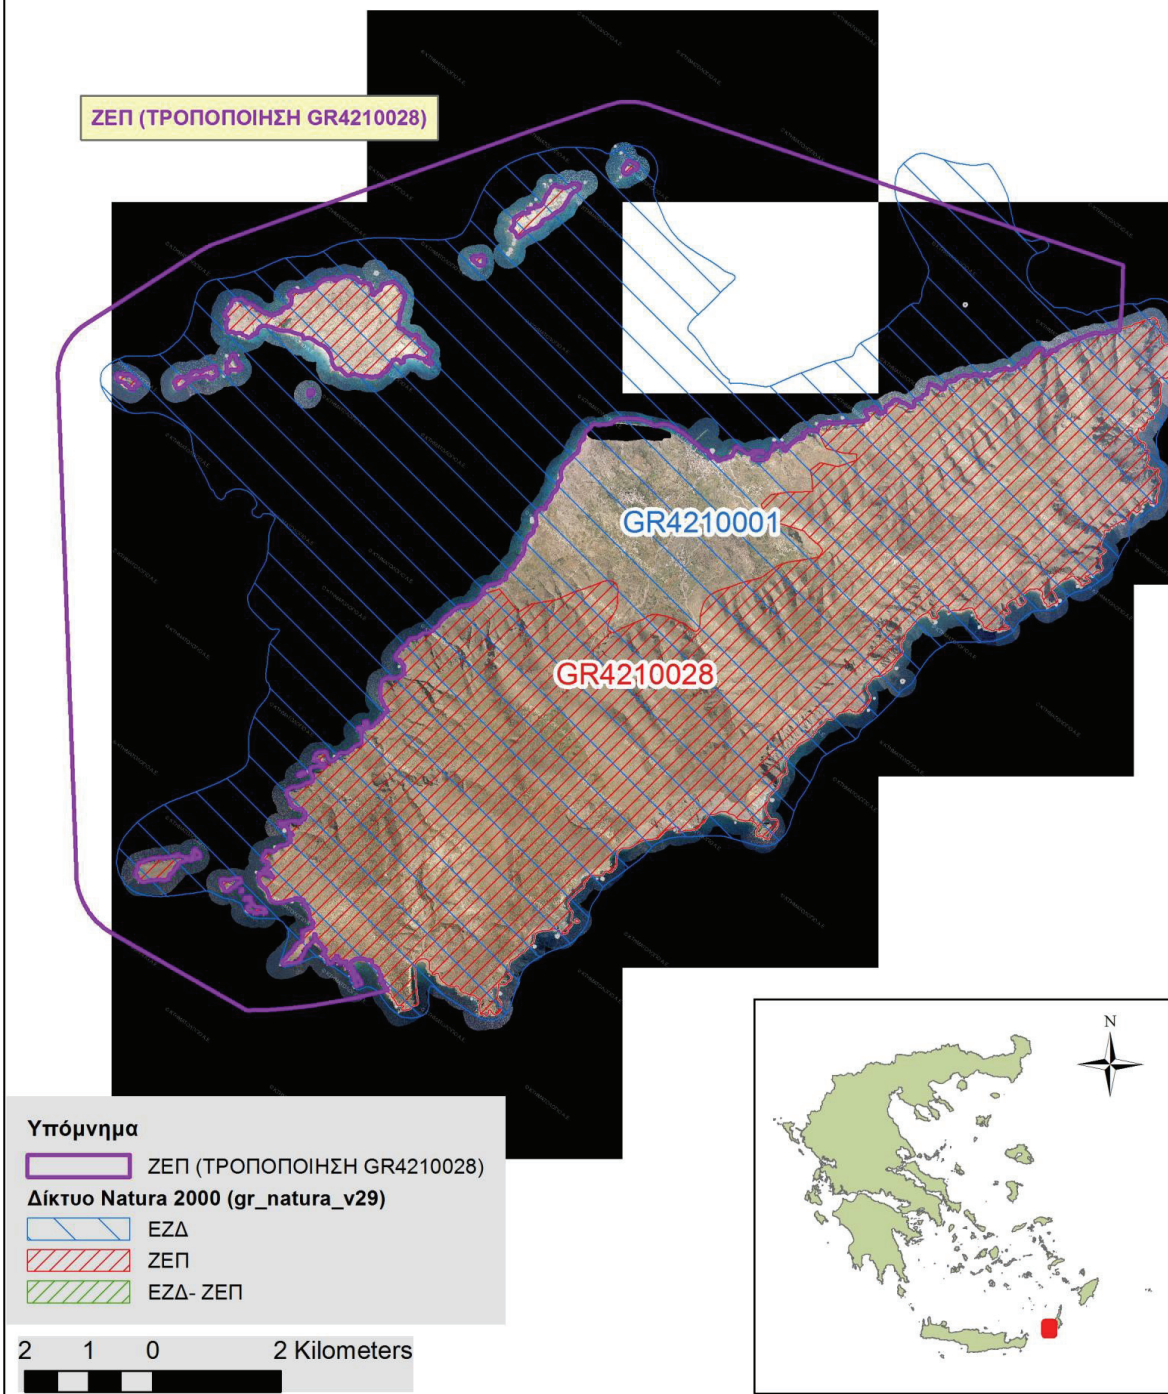 ΖΕΠ (ΤΡΟΠΟΠΟΙΗΣΗ GR4210028)
GR4210001
GR4210028
Υπόμνημα
ΖΕΠ (ΤΡΟΠΟΠΟΙΗΣΗ GR4210028)
Δίκτυο Natura 2000 (gr_natura_v29)
ΕΖΔ
ΖΕΠ
ΕΖΔ- ΖΕΠ
2 1 0 2 Kilometers
N